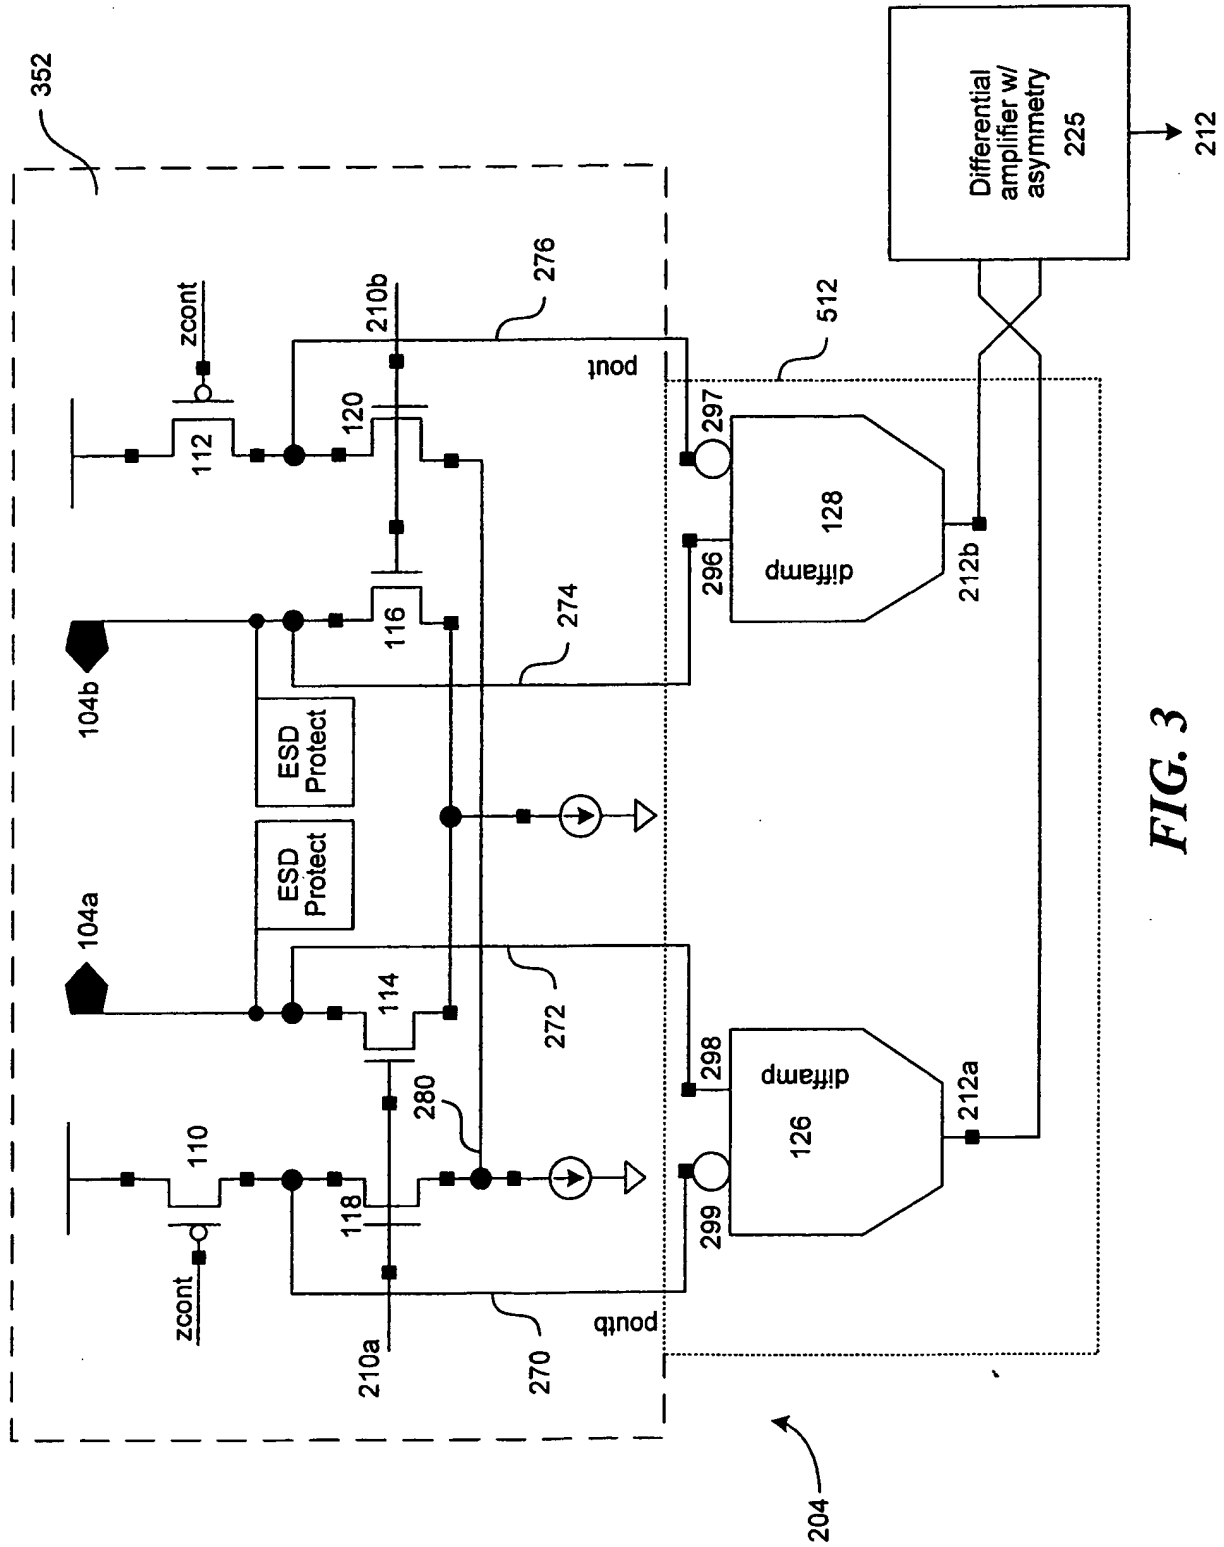 352
104a
104b
zcont
110
112
zcont
ESD
Protect
ESD
Protect
210a
118
114
116
120
210b
280
poutb
270
272
274
276
pout
204
299
298
296
297
512
126
diffamp
128
diffamp
212a
212b
Differential
amplifier w/
asymmetry
225
212
FIG. 3